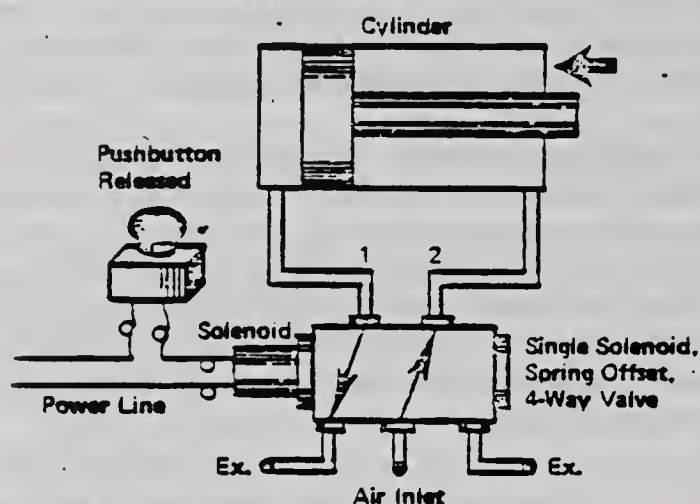 Cylinder
Pushbutton
Released
1
2
Solenoid
Single Solenoid,
Spring Offset,
4-Way Valve
Power Line
Ex.
Ex.
Air Inlet